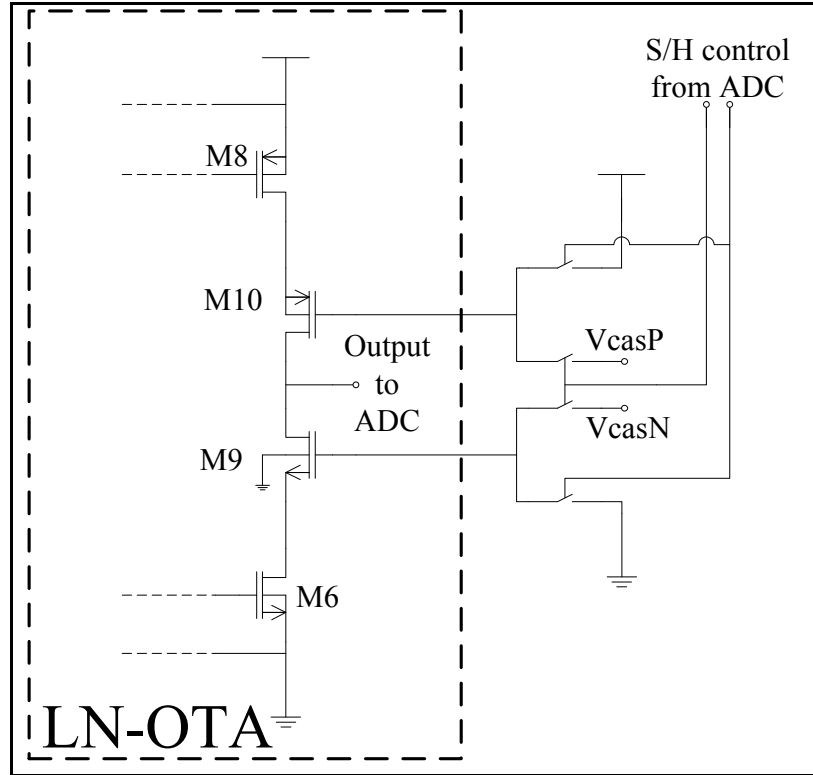 S/H control
from ADC
M8
M10
Output
to
ADC
VcasP
VcasN
M9
M6
LN-OTA